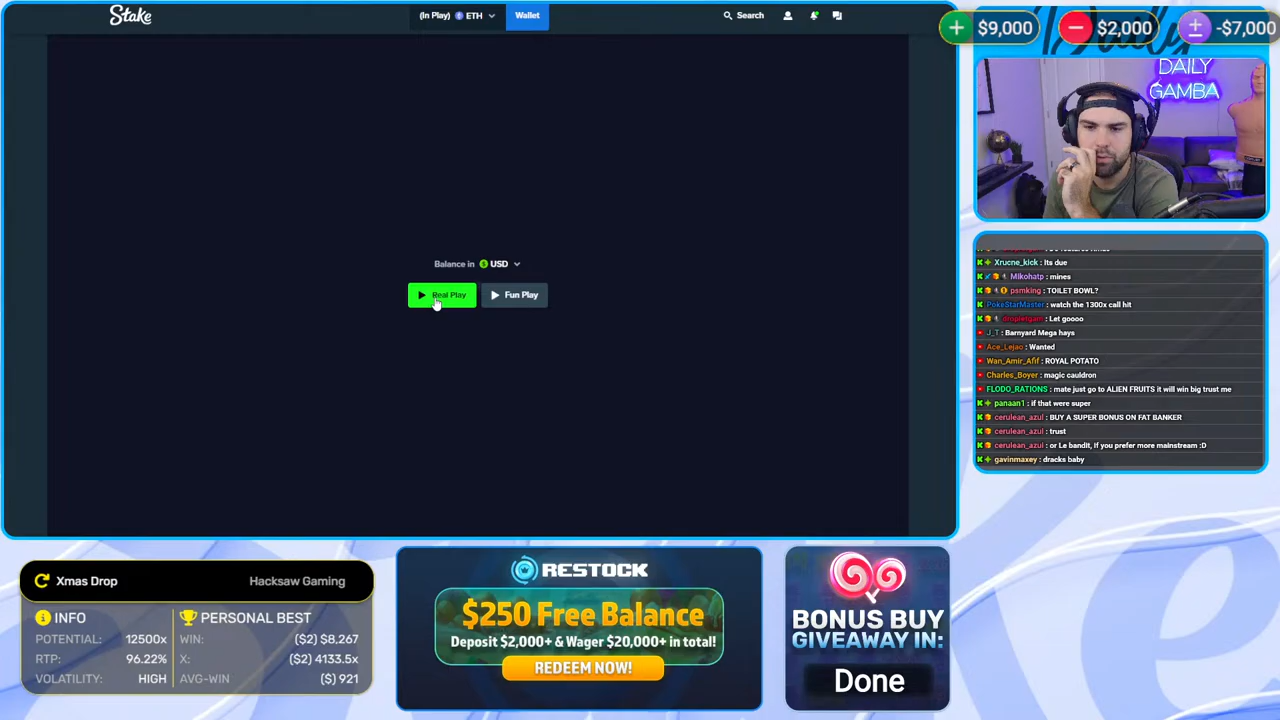 Stake
(In Play) ETH
Wallet
Search
$9,000
$2,000
-$7,000
Daily
DAILY
GAMBA
Balance in USD
Real Play
Fun Play
Xrucne_kick : Its due
Mikohatp : mines
psmking : TOILET BOWL?
PokeStarMaster : watch the 1300x call hit
dropletgam : Let goooo
J_T : Barnyard Mega hays
Ace_Lejao : Wanted
Wan_Amir_Afif : ROYAL POTATO
Charles_Boyer : magic cauldron
FLODO_RATIONS : mate just go to ALIEN FRUITS it will win big trust me
panaan1 : if that were super
cerulean_azul : BUY A SUPER BONUS ON FAT BANKER
cerulean_azul : trust
cerulean_azul : or Le bandit, If you prefer more mainstream :D
gavinmaxey : dracks baby
Xmas Drop
Hacksaw Gaming
INFO
POTENTIAL: 12500x
RTP: 96.22%
VOLATILITY: HIGH
PERSONAL BEST
WIN: ($2) $8,267
X: ($2) 4133.5x
AVG-WIN ($) 921
RESTOCK
$250 Free Balance
Deposit $2,000+ & Wager $20,000+ in total!
REDEEM NOW!
BONUS BUY
GIVEAWAY IN:
Done